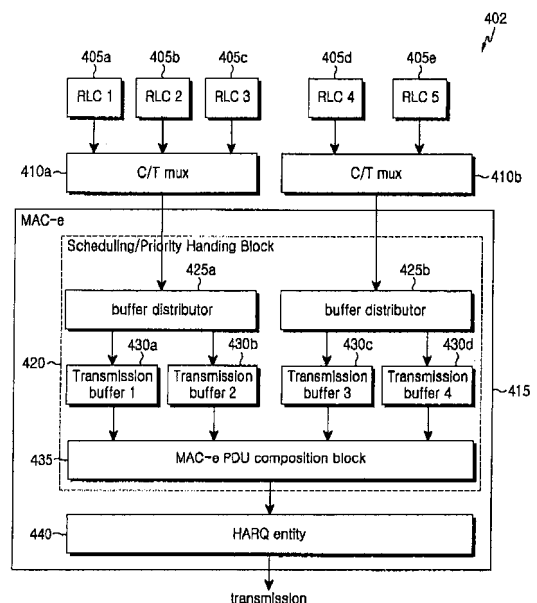 402
405a 405b 405c 405d 405e
RLC 1 RLC 2 RLC 3 RLC 4 RLC 5
410a C/T mux C/T mux 410b
MAC-e
Scheduling/Priority Handing Block
425a 425b
buffer distributor buffer distributor
430a 430b 430c 430d
420 415
Transmission buffer 1
Transmission buffer 2
Transmission buffer 3
Transmission buffer 4
435 MAC-e PDU composition block
440 HARQ entity
transmission